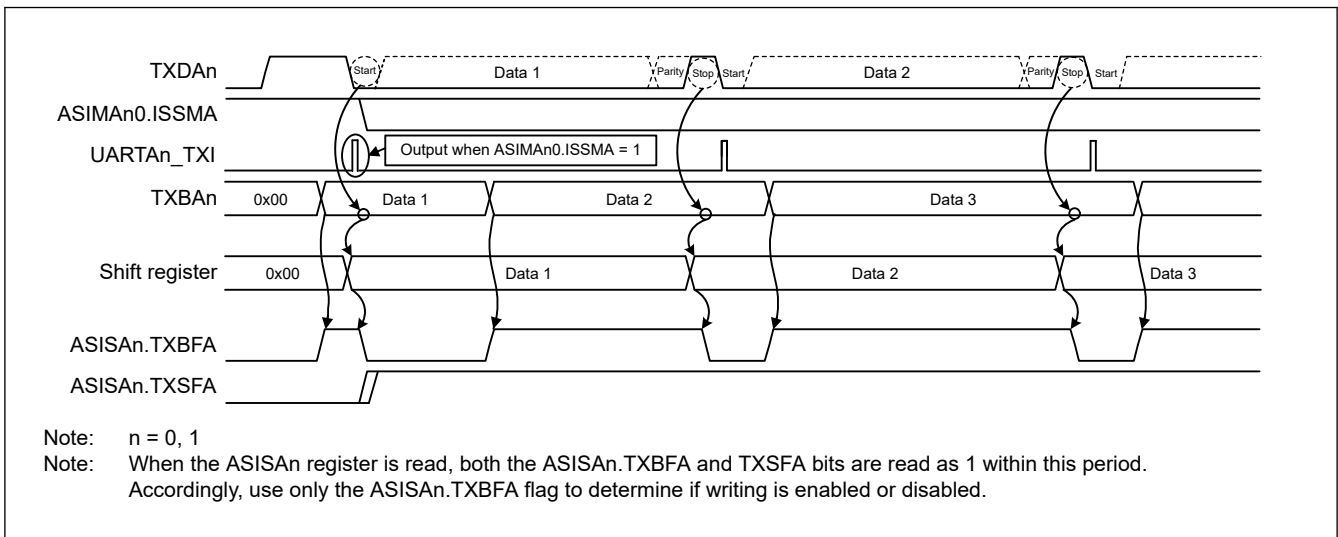 TXDAn Start Data 1 Parity Stop Start Data 2 Parity Stop Start
ASIMAn0.ISSMA
UARTAn_TXI Output when ASIMAn0.ISSMA = 1
TXBAn 0x00 Data 1 Data 2 Data 3
Shift register 0x00 Data 1 Data 2 Data 3
ASISAn.TXBFA
ASISAn.TXSFA
Note: n = 0, 1
Note: When the ASISAn register is read, both the ASISAn.TXBFA and TXSFA bits are read as 1 within this period.
Accordingly, use only the ASISAn.TXBFA flag to determine if writing is enabled or disabled.